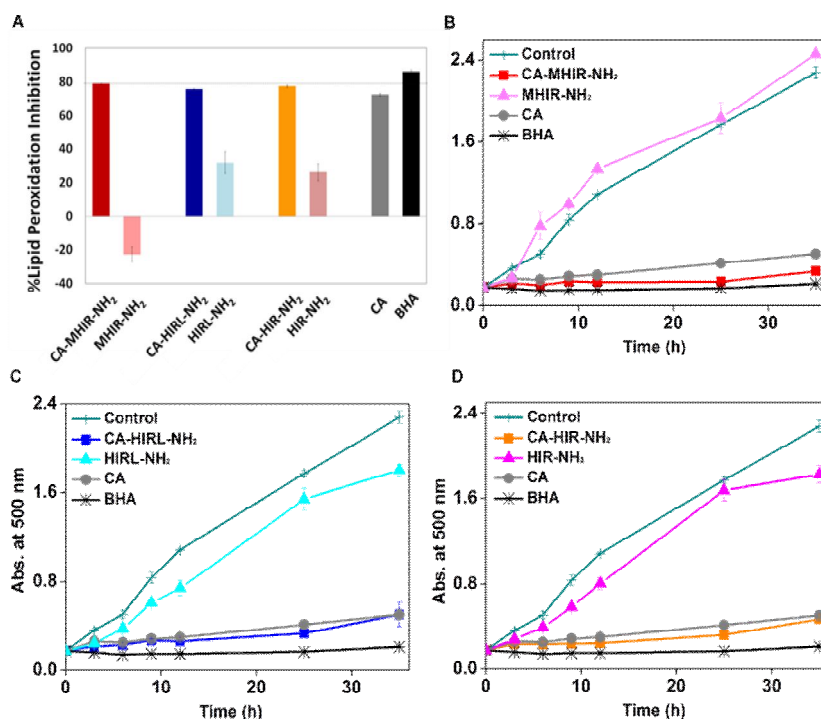 A
%Lipid Peroxidation Inhibition
100
80
60
40
20
0
-20
-40
CA-MHIR-NH₂
MHIR-NH₂
CA-HIRL-NH₂
HIRL-NH₂
CA-HIR-NH₂
HIR-NH₂
CA
BHA
B
2.4
1.6
0.8
0.0
Control
CA-MHIR-NH₂
MHIR-NH₂
CA
BHA
0 10 20 30
Time (h)
C
Abs. at 500 nm
2.4
1.6
0.8
0.0
Control
CA-HIRL-NH₂
HIRL-NH₂
CA
BHA
0 10 20 30
Time (h)
D
Abs. at 500 nm
2.4
1.6
0.8
0.0
Control
CA-HIR-NH₂
HIR-NH₂
CA
BHA
0 10 20 30
Time (h)